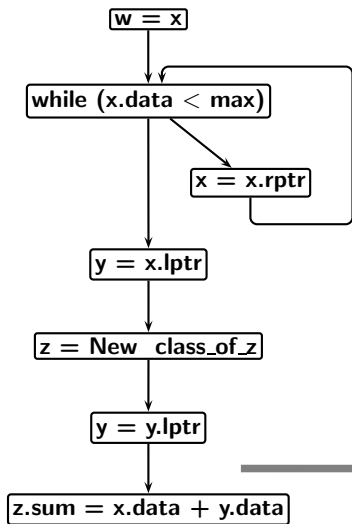 w = x
while (x.data < max)
x = x.rptr
y = x.lptr
z = New class_of_z
y = y.lptr
z.sum = x.data + y.data